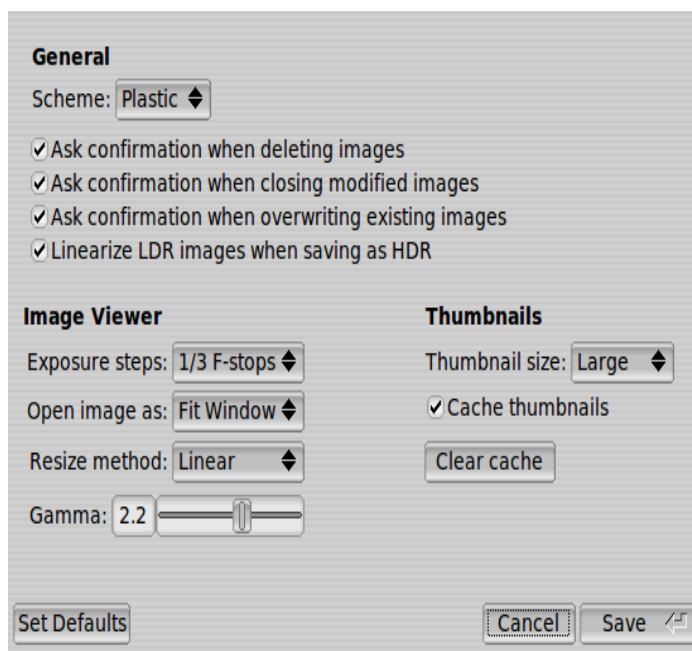 General
Scheme: Plastic
Ask confirmation when deleting images
Ask confirmation when closing modified images
Ask confirmation when overwriting existing images
Linearize LDR images when saving as HDR
Image Viewer
Exposure steps: 1/3 F-stops
Open image as: Fit Window
Resize method: Linear
Gamma: 2.2
Thumbnails
Thumbnail size: Large
Cache thumbnails
Clear cache
Set Defaults
Cancel
Save